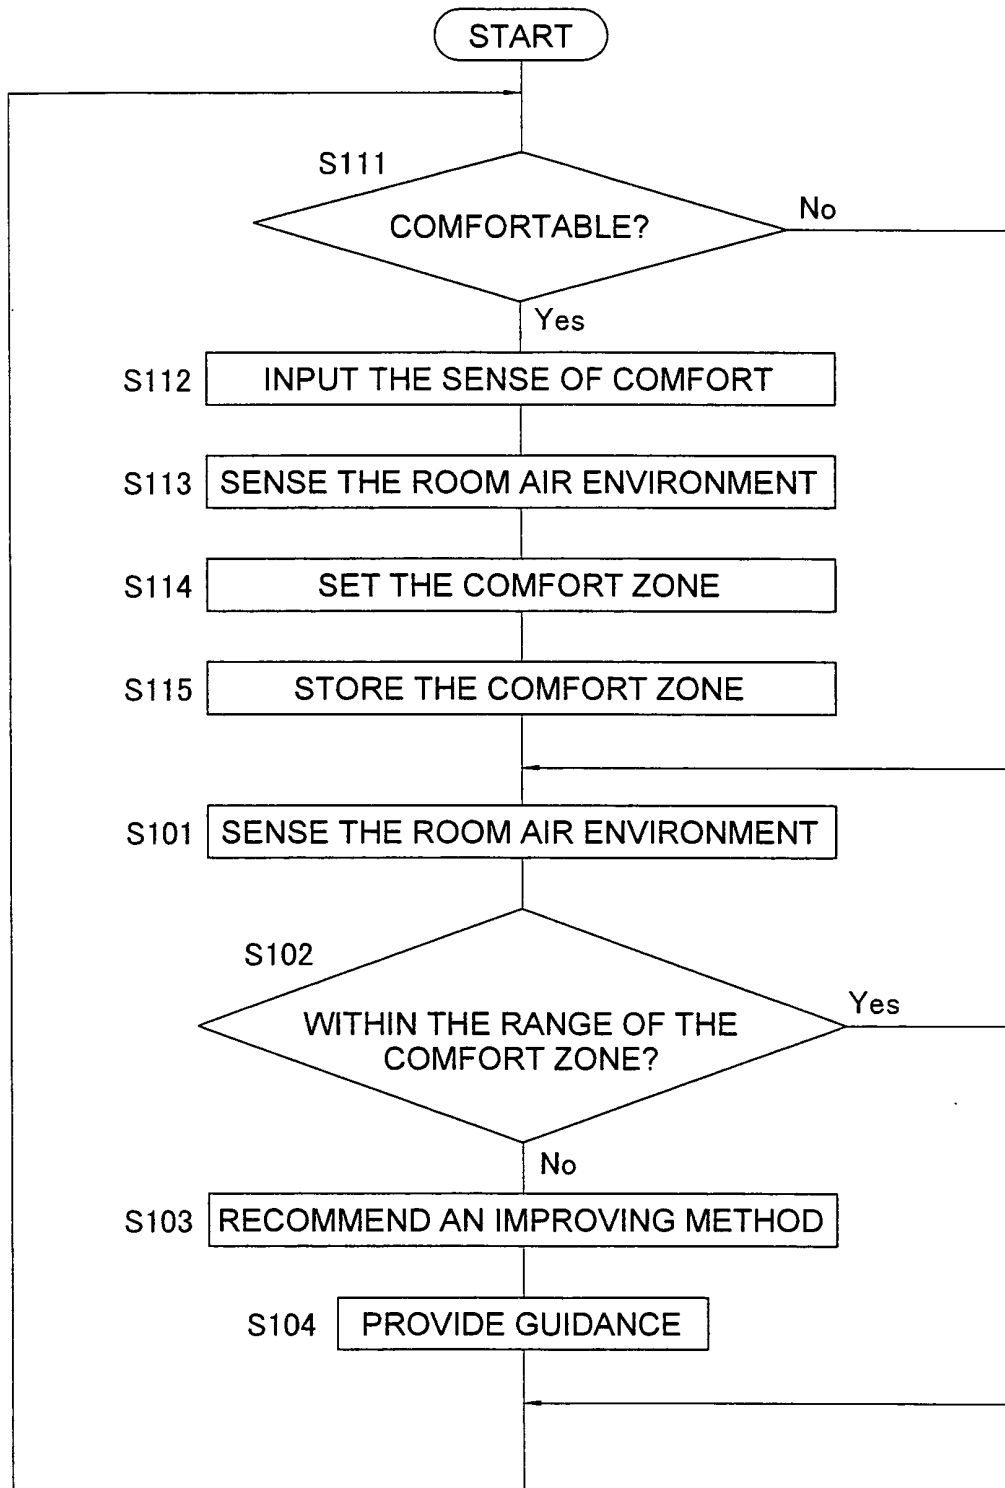 START
S111
COMFORTABLE?
No
Yes
S112 INPUT THE SENSE OF COMFORT
S113 SENSE THE ROOM AIR ENVIRONMENT
S114 SET THE COMFORT ZONE
S115 STORE THE COMFORT ZONE
S101 SENSE THE ROOM AIR ENVIRONMENT
S102
Yes
WITHIN THE RANGE OF THE
COMFORT ZONE?
No
S103 RECOMMEND AN IMPROVING METHOD
S104 PROVIDE GUIDANCE